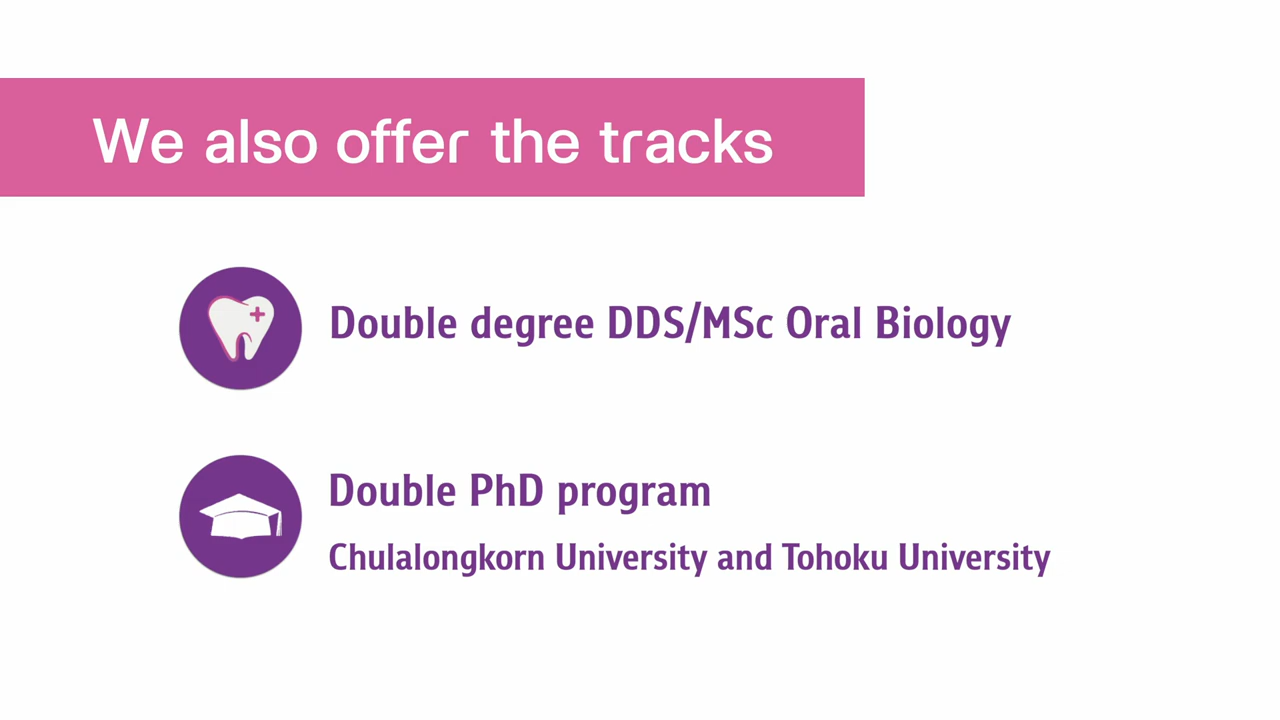 We also offer the tracks
Double degree DDS/MSc Oral Biology
Double PhD program
Chulalongkorn University and Tohoku University